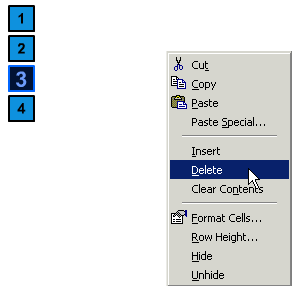 1
2
3
4
Cut
Copy
Paste
Paste Special...
Insert
Delete
Clear Contents
Format Cells...
Row Height...
Hide
Unhide